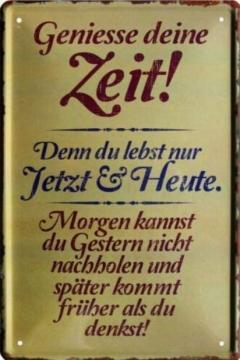 Geniesse deine
Zeit!
Denn du lebst nur
Jetzt & Heute.
Morgen kannst
du Gestern nicht
nachholen und
später kommt
früher als du
denkst!